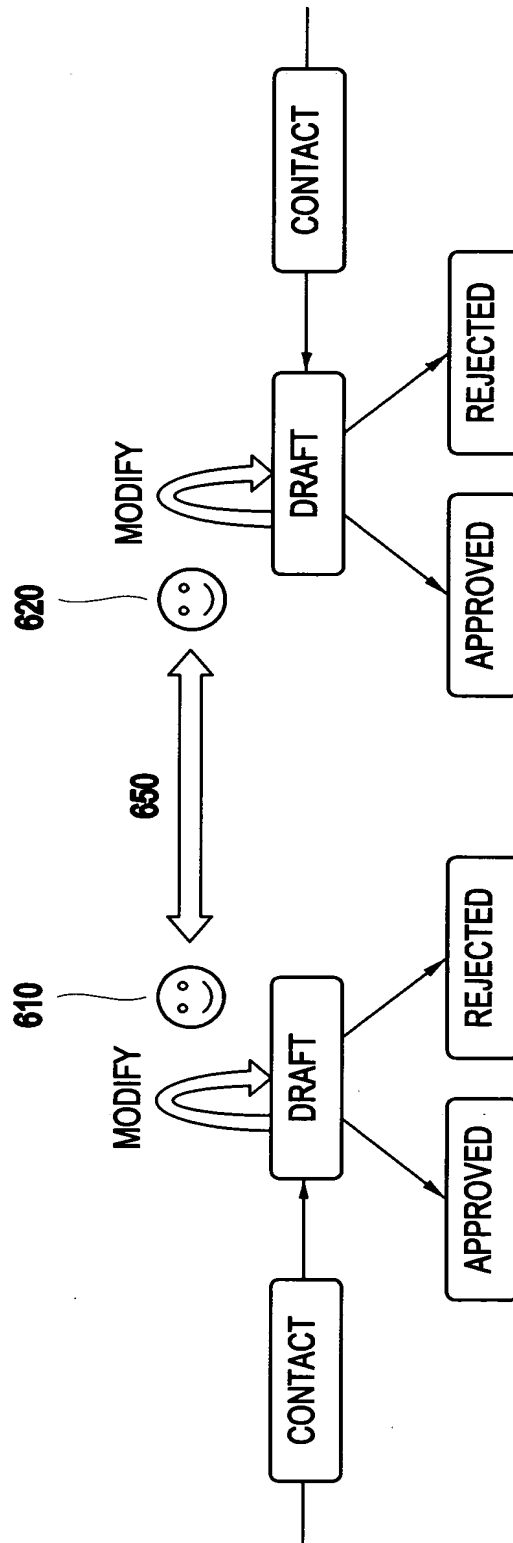 610
650
620
MODIFY
MODIFY
CONTACT
DRAFT
DRAFT
CONTACT
APPROVED
REJECTED
APPROVED
REJECTED